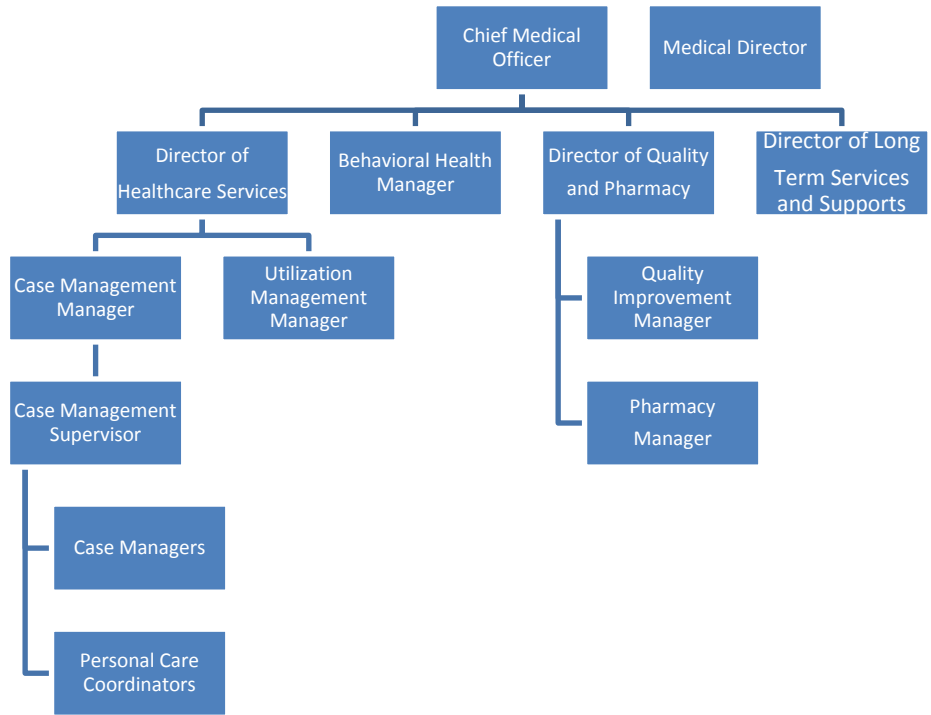 Chief Medical
Officer
Medical Director
Director of
Healthcare Services
Behavioral Health
Manager
Director of Quality
and Pharmacy
Director of Long
Term Services
and Supports
Case Management
Manager
Utilization
Management
Manager
Quality
Improvement
Manager
Case Management
Supervisor
Pharmacy
Manager
Case Managers
Personal Care
Coordinators